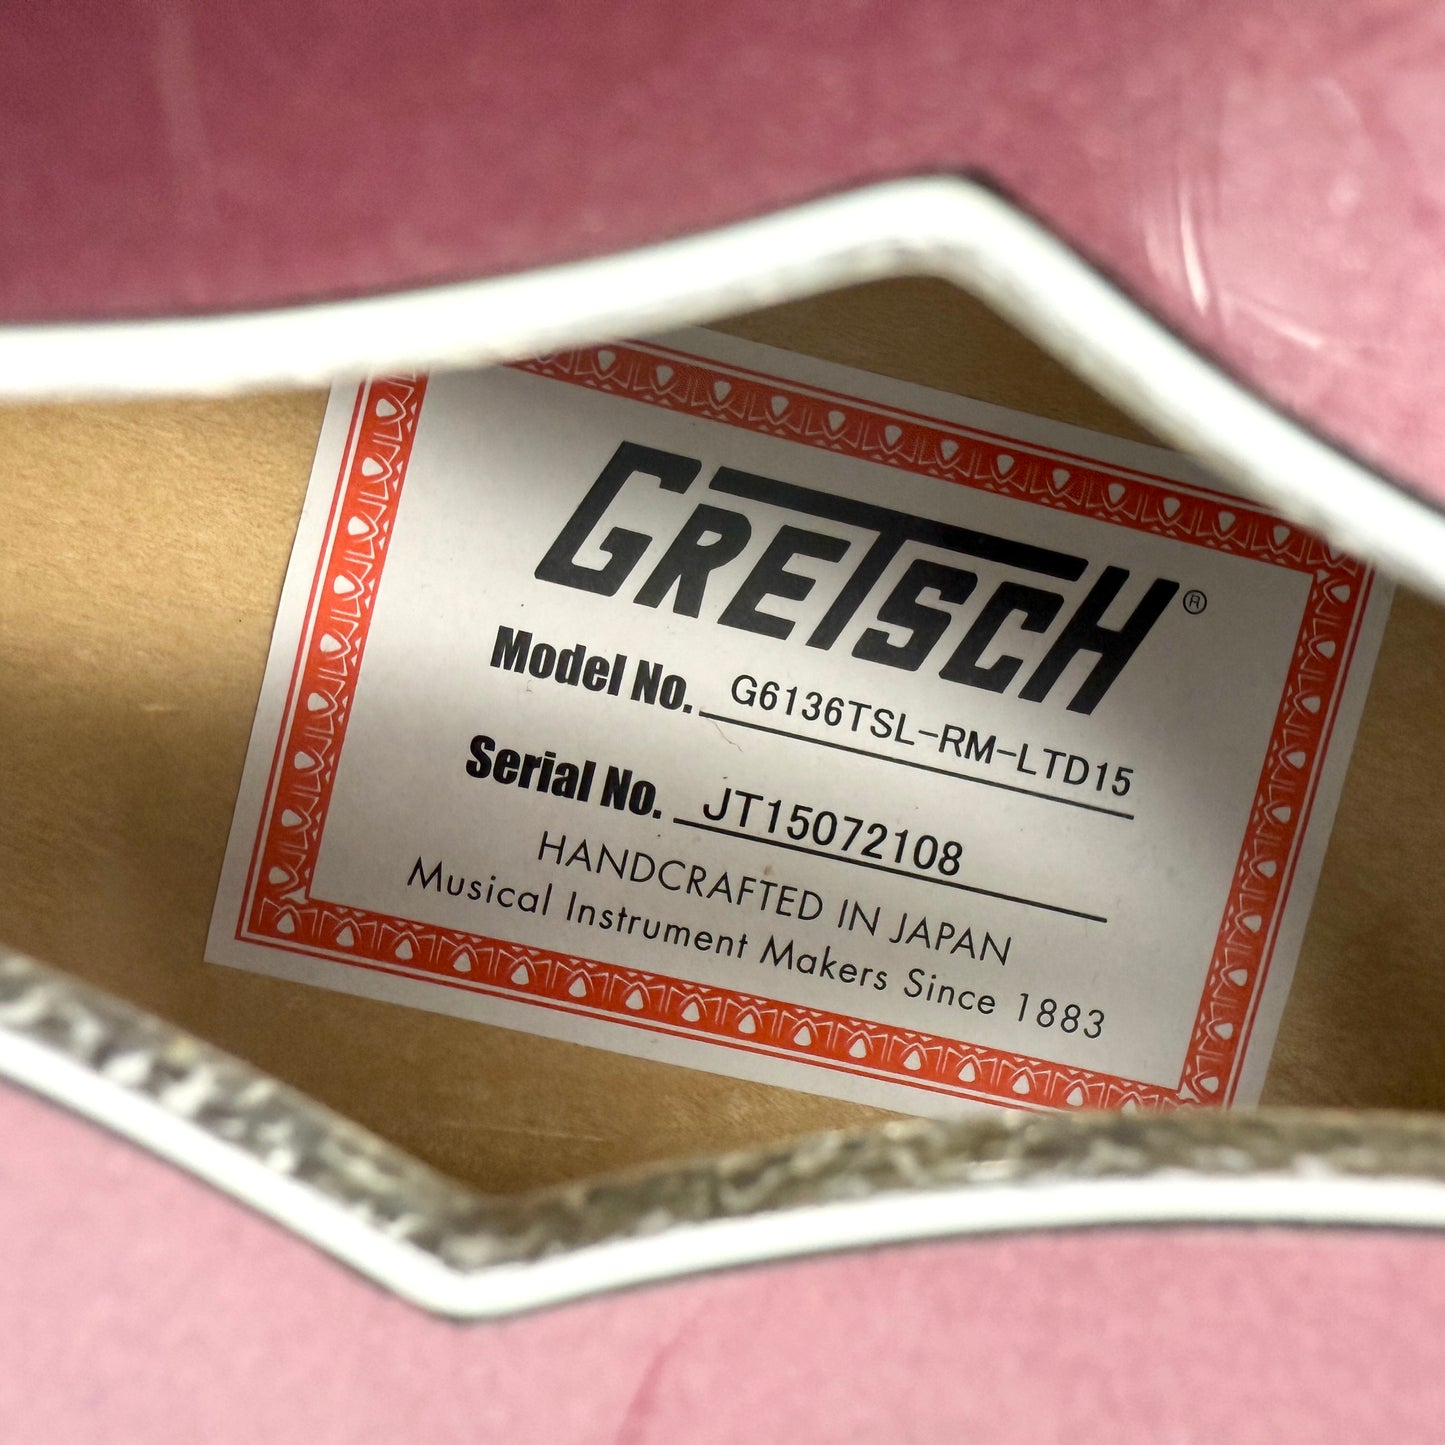 GRETSCH®
Model No. G6136TSL-RM-LTD15
Serial No. JT15072108
HANDCRAFTED IN JAPAN
Musical Instrument Makers Since 1883